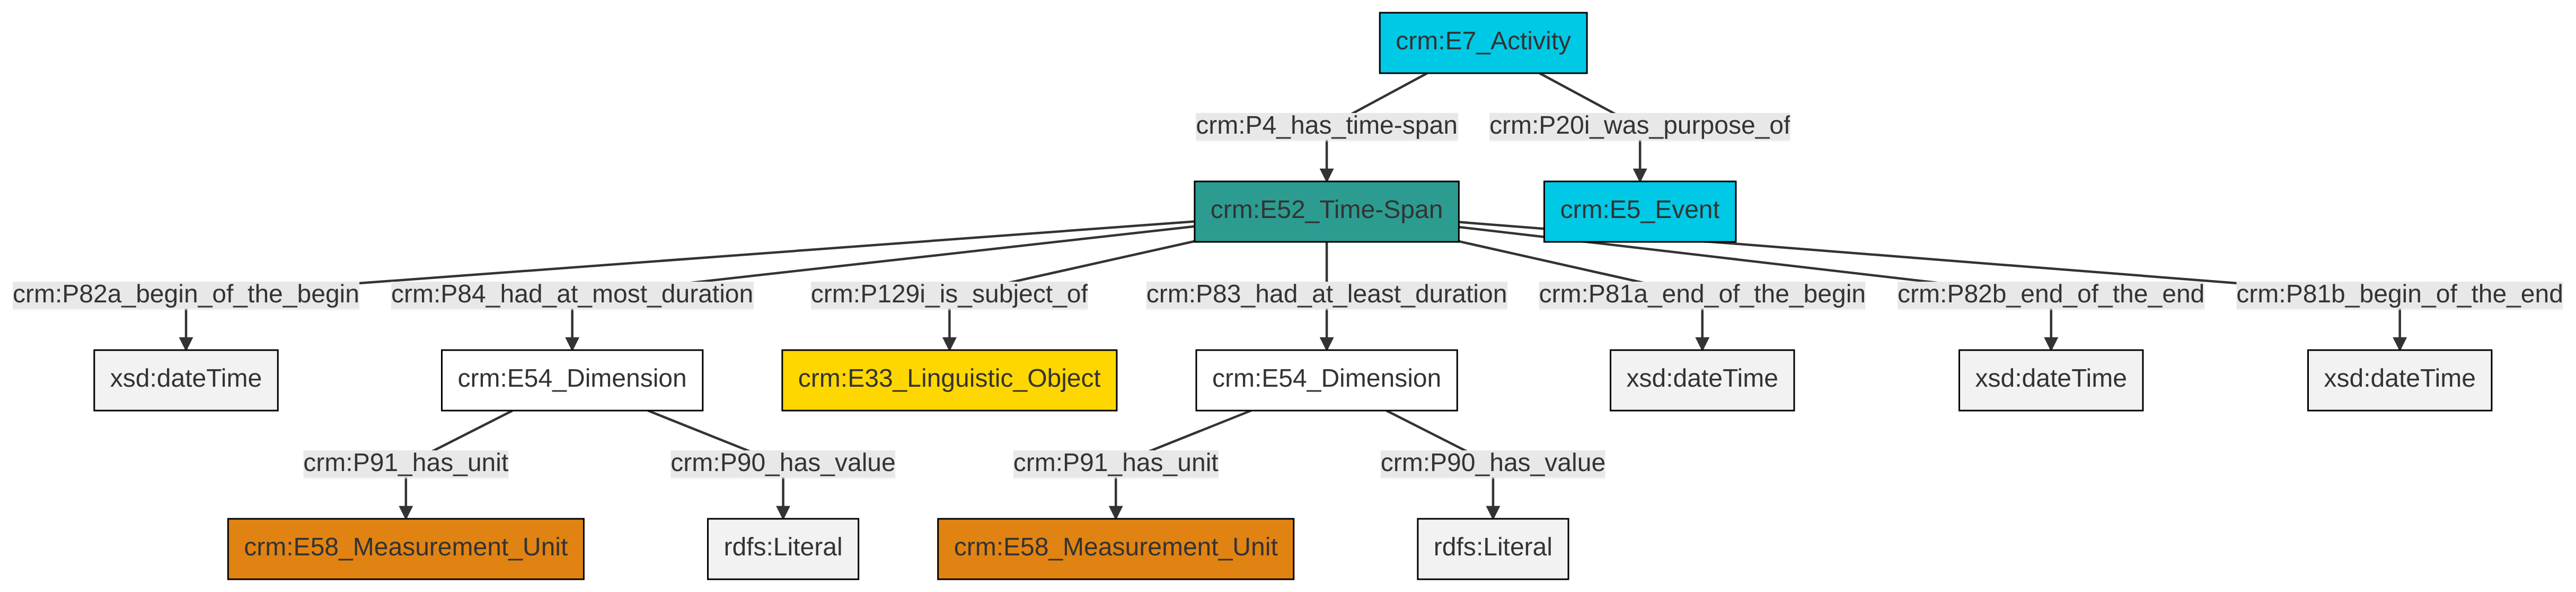 crm:E7_Activity
crm:P4_has_time-span
crm:P20i_was_purpose_of
crm:E52_Time-Span
crm:E5_Event
crm:P82a_begin_of_the_begin
crm:P84_had_at_most_duration
crm:P129i_is_subject_of
crm:P83_had_at_least_duration
crm:P81a_end_of_the_begin
crm:P82b_end_of_the_end
crm:P81b_begin_of_the_end
xsd:dateTime
crm:E54_Dimension
crm:E33_Linguistic_Object
crm:E54_Dimension
xsd:dateTime
xsd:dateTime
xsd:dateTime
crm:P91_has_unit
crm:P90_has_value
crm:P91_has_unit
crm:P90_has_value
crm:E58_Measurement_Unit
rdfs:Literal
crm:E58_Measurement_Unit
rdfs:Literal